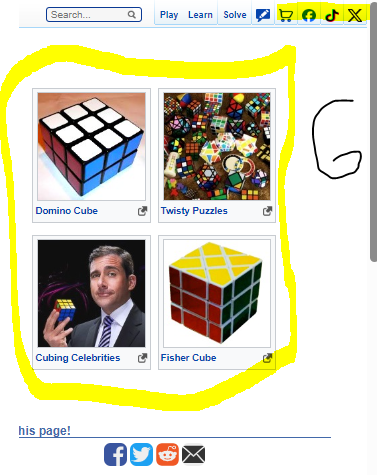 Search...
Play Learn Solve
G
Domino Cube
Twisty Puzzles
Cubing Celebrities
Fisher Cube
his page!